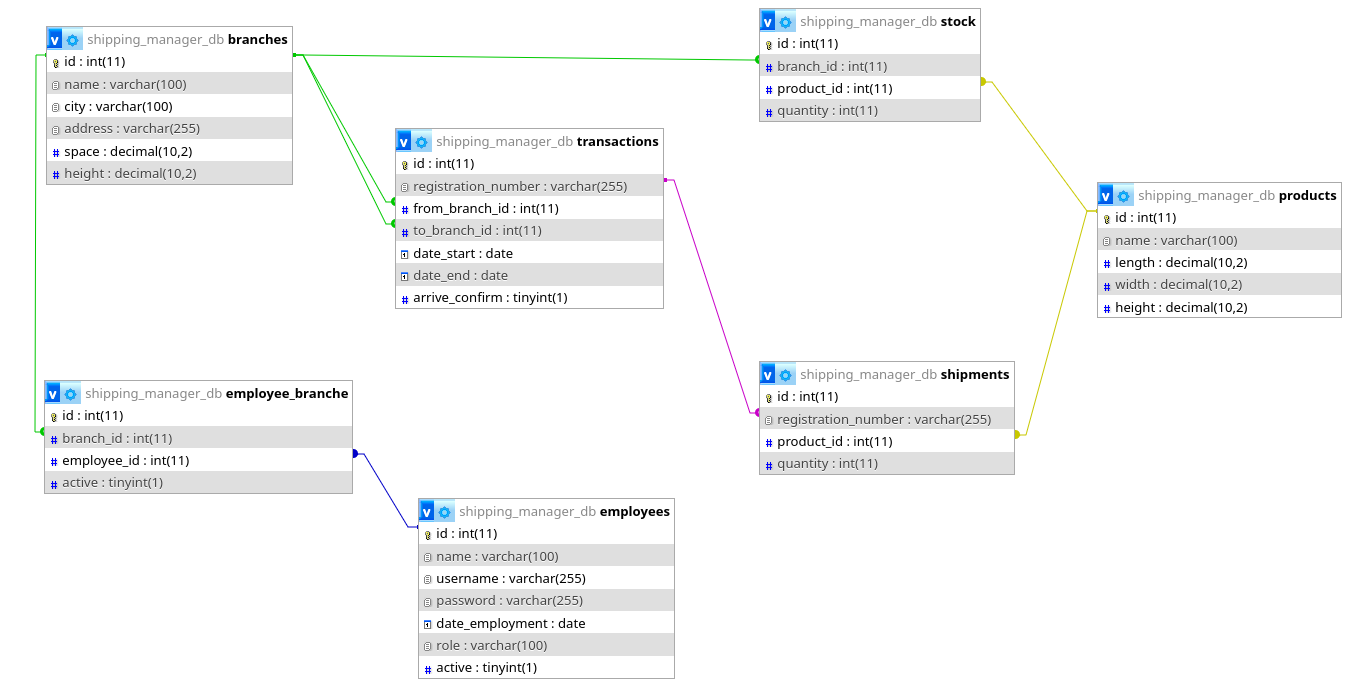 shipping_manager_db branches
id : int(11)
name : varchar(100)
city : varchar(100)
address : varchar(255)
space : decimal(10,2)
height : decimal(10,2)
shipping_manager_db stock
id : int(11)
branch_id : int(11)
product_id : int(11)
quantity : int(11)
shipping_manager_db transactions
id : int(11)
registration_number : varchar(255)
from_branch_id : int(11)
to_branch_id : int(11)
date_start : date
date_end : date
arrive_confirm : tinyint(1)
shipping_manager_db products
id : int(11)
name : varchar(100)
length : decimal(10,2)
width : decimal(10,2)
height : decimal(10,2)
shipping_manager_db employee_branche
id : int(11)
branch_id : int(11)
employee_id : int(11)
active : tinyint(1)
shipping_manager_db shipments
id : int(11)
registration_number : varchar(255)
product_id : int(11)
quantity : int(11)
shipping_manager_db employees
id : int(11)
name : varchar(100)
username : varchar(255)
password : varchar(255)
date_employment : date
role : varchar(100)
active : tinyint(1)